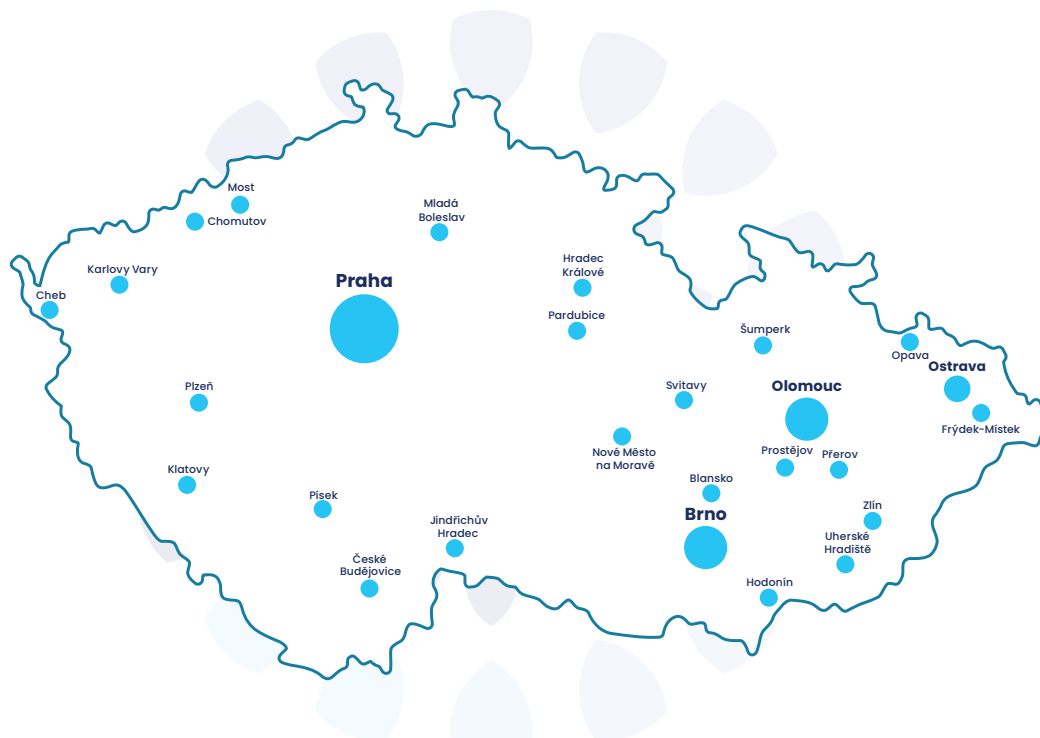 Most
Mladá
Boleslav
Chomutov
Hradec
Králové
Karlovy Vary
Praha
Cheb
Pardubice
Šumperk
Opava
Ostrava
Plzeň
Svitavy
Olomouc
Frýdek-Místek
Nové Město
na Moravě
Prostějov
Přerov
Klatovy
Blansko
Písek
Zlín
Brno
Jindřichův
Hradec
Uherské
Hradiště
České
Budějovice
Hodonín